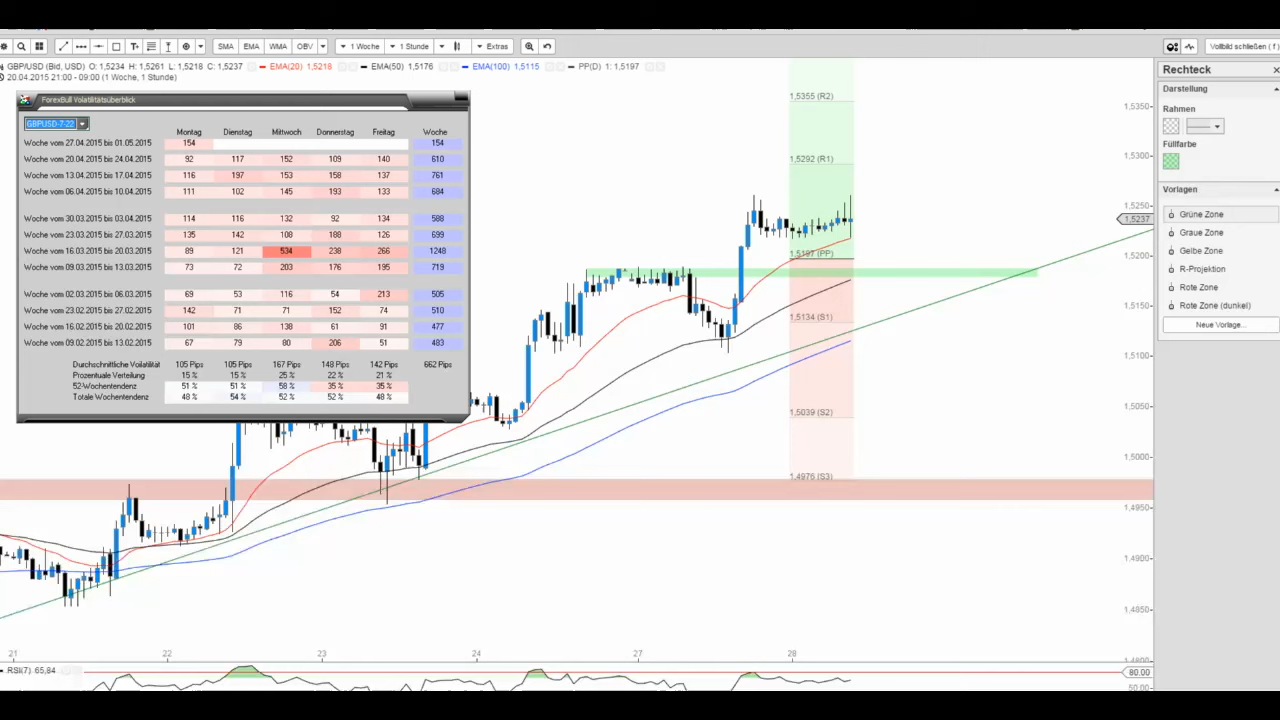 SMA EMA WMA OBV 1 Woche 1 Stunde Extras Vollbild schließen ( f )
GBP/USD (Bid, USD) O: 1,5234 H: 1,5261 L: 1,5218 C: 1,5237 EMA(20) 1,5218 EMA(50) 1,5176 EMA(100) 1,5115 PP(D) 1: 1,5197
20.04.2015 21:00 - 09:00 (1 Woche, 1 Stunde)
ForexBull Volatilitätsüberblick
GBPUSD-7-22
Montag Dienstag Mittwoch Donnerstag Freitag Woche
Woche vom 27.04.2015 bis 01.05.2015 154 154
Woche vom 20.04.2015 bis 24.04.2015 92 117 152 109 140 610
Woche vom 13.04.2015 bis 17.04.2015 116 197 153 158 137 761
Woche vom 06.04.2015 bis 10.04.2015 111 102 145 193 133 684
Woche vom 30.03.2015 bis 03.04.2015 114 116 132 92 134 588
Woche vom 23.03.2015 bis 27.03.2015 135 142 108 188 126 699
Woche vom 16.03.2015 bis 20.03.2015 89 121 534 238 266 1248
Woche vom 09.03.2015 bis 13.03.2015 73 72 203 176 195 719
Woche vom 02.03.2015 bis 06.03.2015 69 53 116 54 213 505
Woche vom 23.02.2015 bis 27.02.2015 142 71 71 152 74 510
Woche vom 16.02.2015 bis 20.02.2015 101 86 138 61 91 477
Woche vom 09.02.2015 bis 13.02.2015 67 79 80 206 51 483
Durchschnittliche Volatilität 105 Pips 105 Pips 167 Pips 148 Pips 142 Pips 662 Pips
Prozentuale Verteilung 15 % 15 % 25 % 22 % 21 %
52-Wochentendenz 51 % 51 % 58 % 35 % 35 %
Totale Wochentendenz 48 % 54 % 52 % 52 % 48 %
1,5355 (R2)
1,5292 (R1)
1,5197 (PP)
1,5134 (S1)
1,5039 (S2)
1,4976 (S3)
1,5350
1,5300
1,5250
1,5237
1,5200
1,5150
1,5100
1,5050
1,5000
1,4950
1,4900
1,4850
1,4800
21 22 23 24 27 28
RSI(7) 65,84
80.00
50.00
Rechteck
Darstellung
Rahmen
Füllfarbe
Vorlagen
Grüne Zone
Graue Zone
Gelbe Zone
R-Projektion
Rote Zone
Rote Zone (dunkel)
Neue Vorlage...